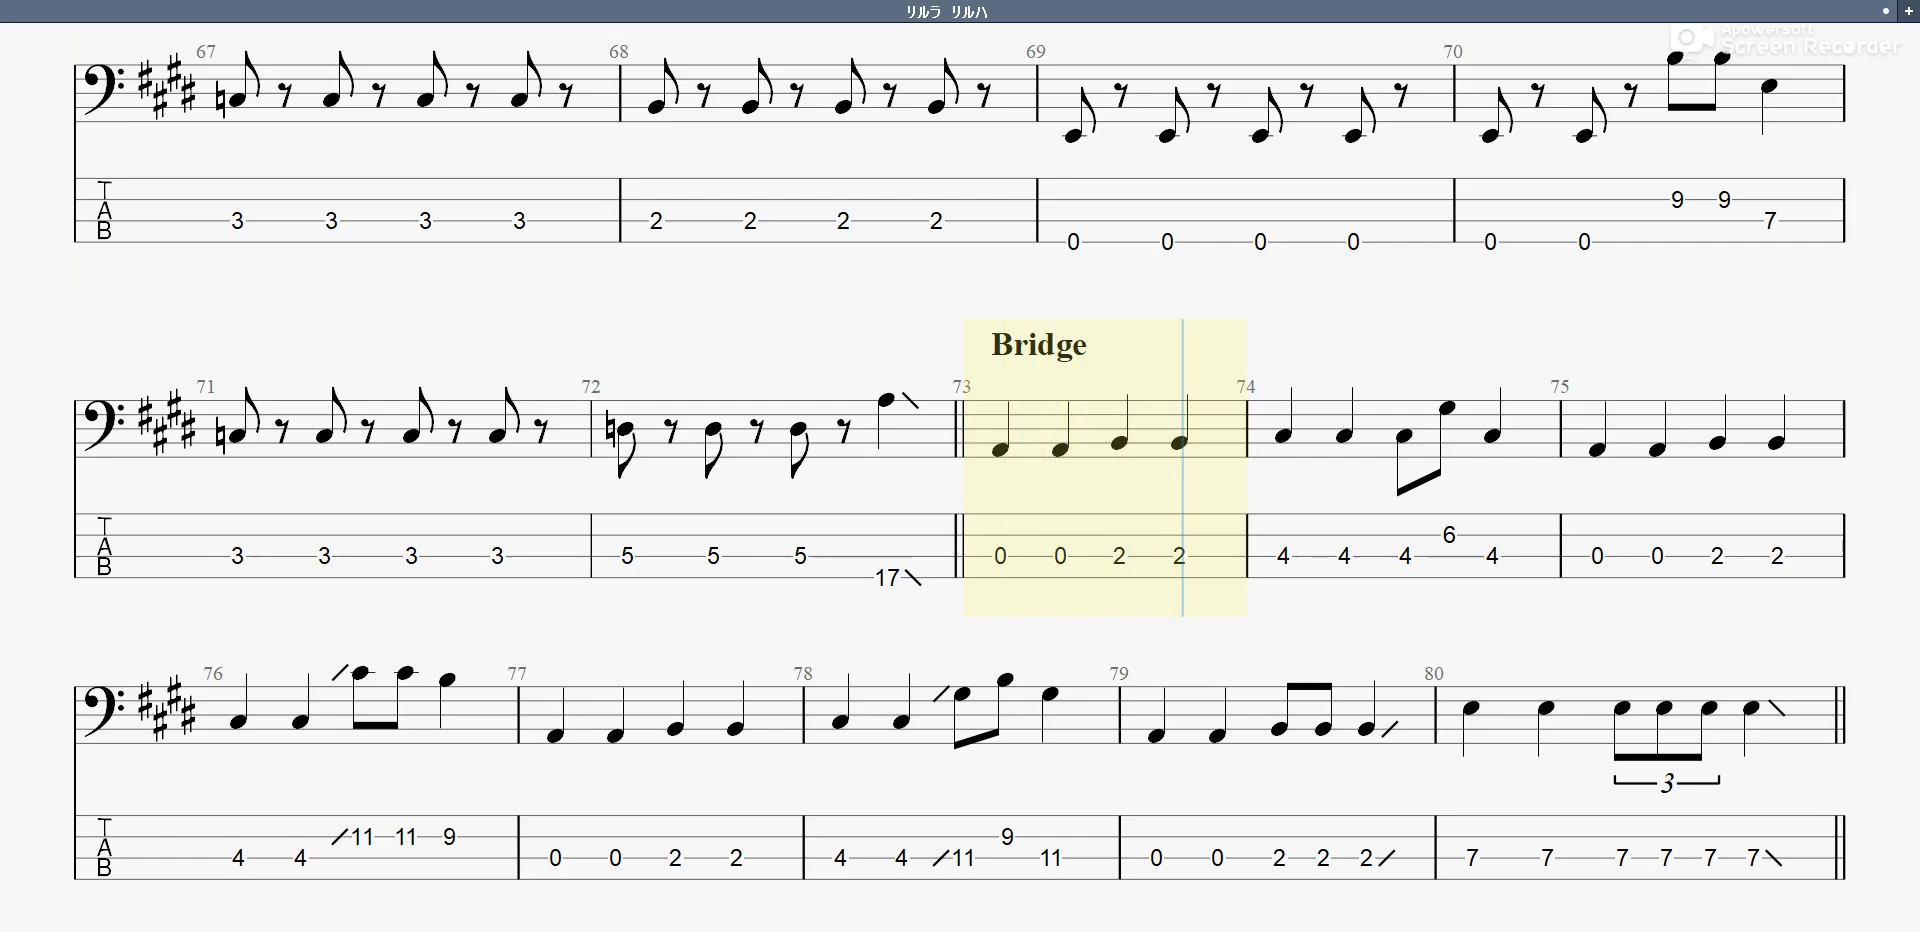 リルラ リルハ
Apowersoft
Screen Recorder
67 68 69 70
T
A
B
3 3 3 3 2 2 2 2 0 0 0 0 0 0 9 9 7
Bridge
71 72 73 74 75
T
A
B
3 3 3 3 5 5 5 17 0 0 2 2 4 4 4 6 4 0 0 2 2
76 77 78 79 80
3
T
A
B
4 4 11 11 9 0 0 2 2 4 4 11 9 11 0 0 2 2 2 7 7 7 7 7 7